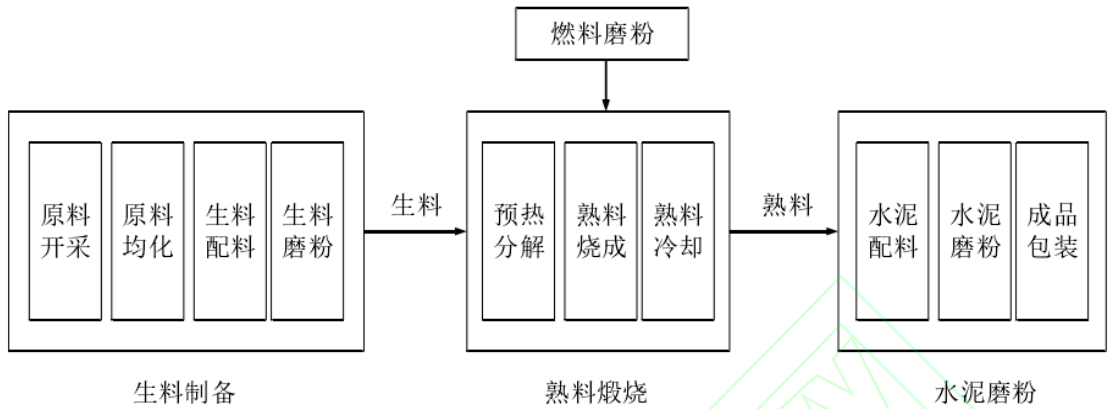 燃料磨粉
原料
开采
原料
均化
生料
配料
生料
磨粉
生料
预热
分解
熟料
烧成
熟料
冷却
熟料
水泥
配料
水泥
磨粉
成品
包装
生料制备
熟料煅烧
水泥磨粉